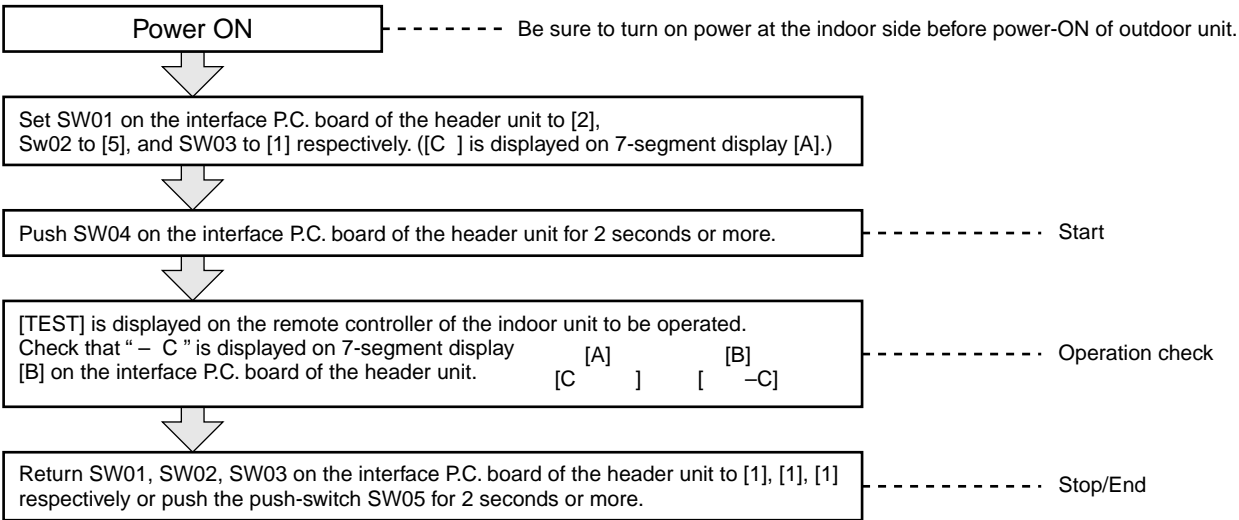 Power ON
Be sure to turn on power at the indoor side before power-ON of outdoor unit.
Set SW01 on the interface P.C. board of the header unit to [2],
Sw02 to [5], and SW03 to [1] respectively. ([C  ] is displayed on 7-segment display [A].)
Push SW04 on the interface P.C. board of the header unit for 2 seconds or more.
Start
[TEST] is displayed on the remote controller of the indoor unit to be operated.
Check that “ – C ” is displayed on 7-segment display
[B] on the interface P.C. board of the header unit.
[A] [B]
[C ] [ –C]
Operation check
Return SW01, SW02, SW03 on the interface P.C. board of the header unit to [1], [1], [1]
respectively or push the push-switch SW05 for 2 seconds or more.
Stop/End